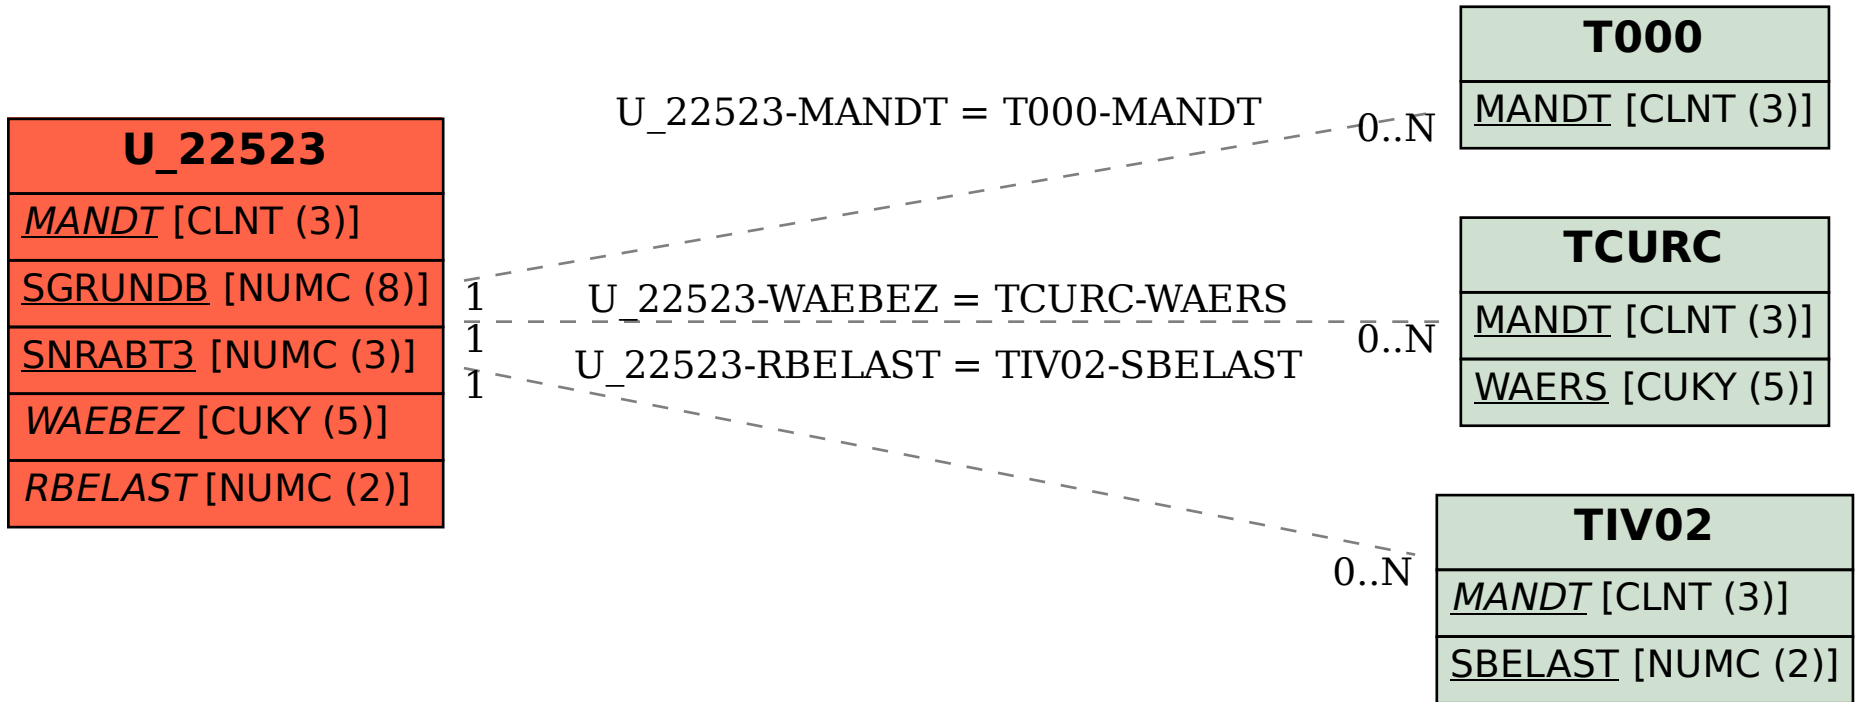 U_22523
MANDT [CLNT (3)]
SGRUNDB [NUMC (8)]
SNRABT3 [NUMC (3)]
WAEBEZ [CUKY (5)]
RBELAST [NUMC (2)]
U_22523-MANDT = T000-MANDT
1
0..N
U_22523-WAEBEZ = TCURC-WAERS
1
0..N
U_22523-RBELAST = TIV02-SBELAST
1
0..N
T000
MANDT [CLNT (3)]
TCURC
MANDT [CLNT (3)]
WAERS [CUKY (5)]
TIV02
MANDT [CLNT (3)]
SBELAST [NUMC (2)]